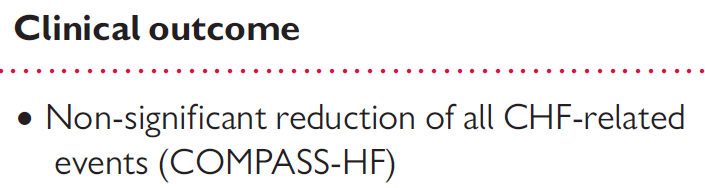 Clinical outcome
• Non-significant reduction of all CHF-related
events (COMPASS-HF)